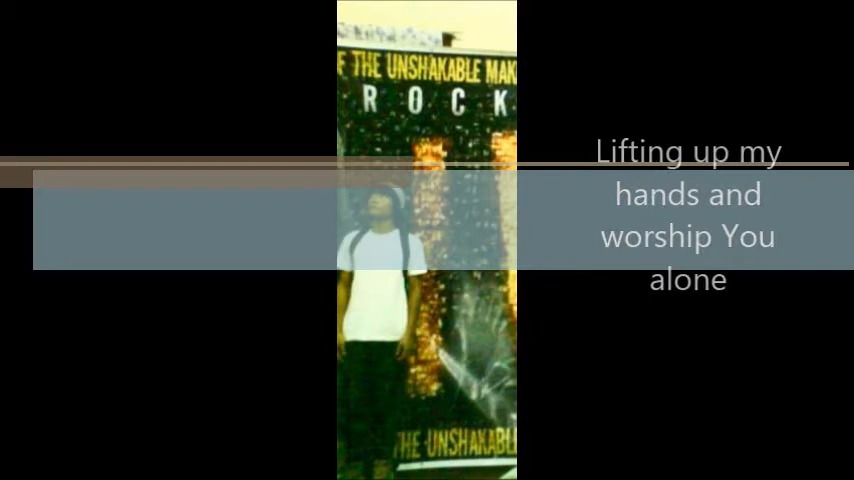 F THE UNSHAKABLE MAK
R O C K
Lifting up my
hands and
worship You
alone
THE UNSHAKABL